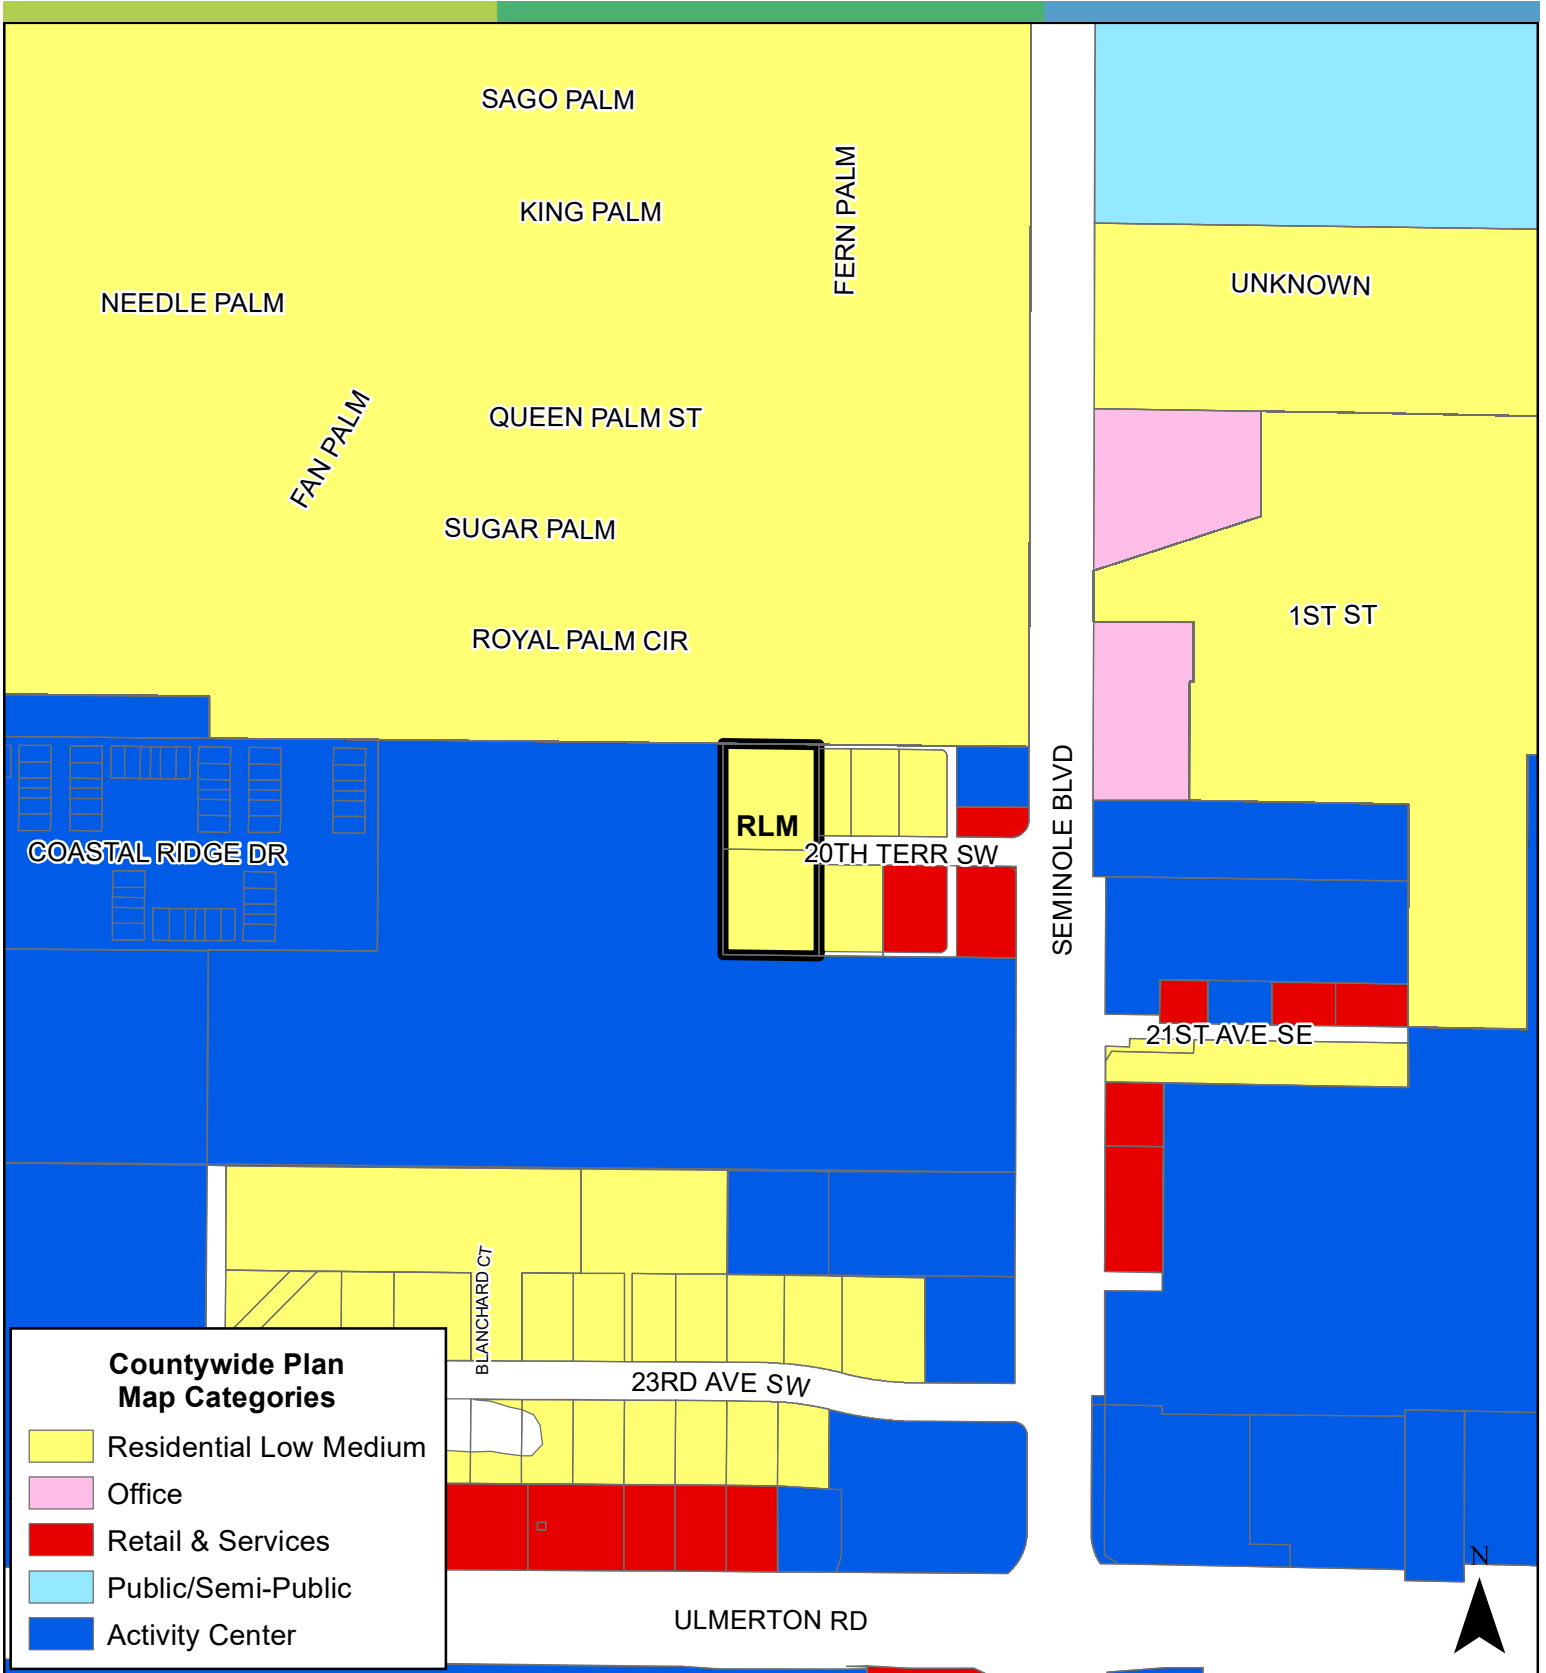 SAGO PALM
FERN PALM
KING PALM
UNKNOWN
NEEDLE PALM
FAN PALM
QUEEN PALM ST
SUGAR PALM
1ST ST
ROYAL PALM CIR
SEMINOLE BLVD
RLM
COASTAL RIDGE DR
20TH TERR SW
21ST AVE SE
BLANCHARD CT
23RD AVE SW
Countywide Plan
Map Categories
Residential Low Medium
Office
Retail & Services
Public/Semi-Public
Activity Center
ULMERTON RD
N